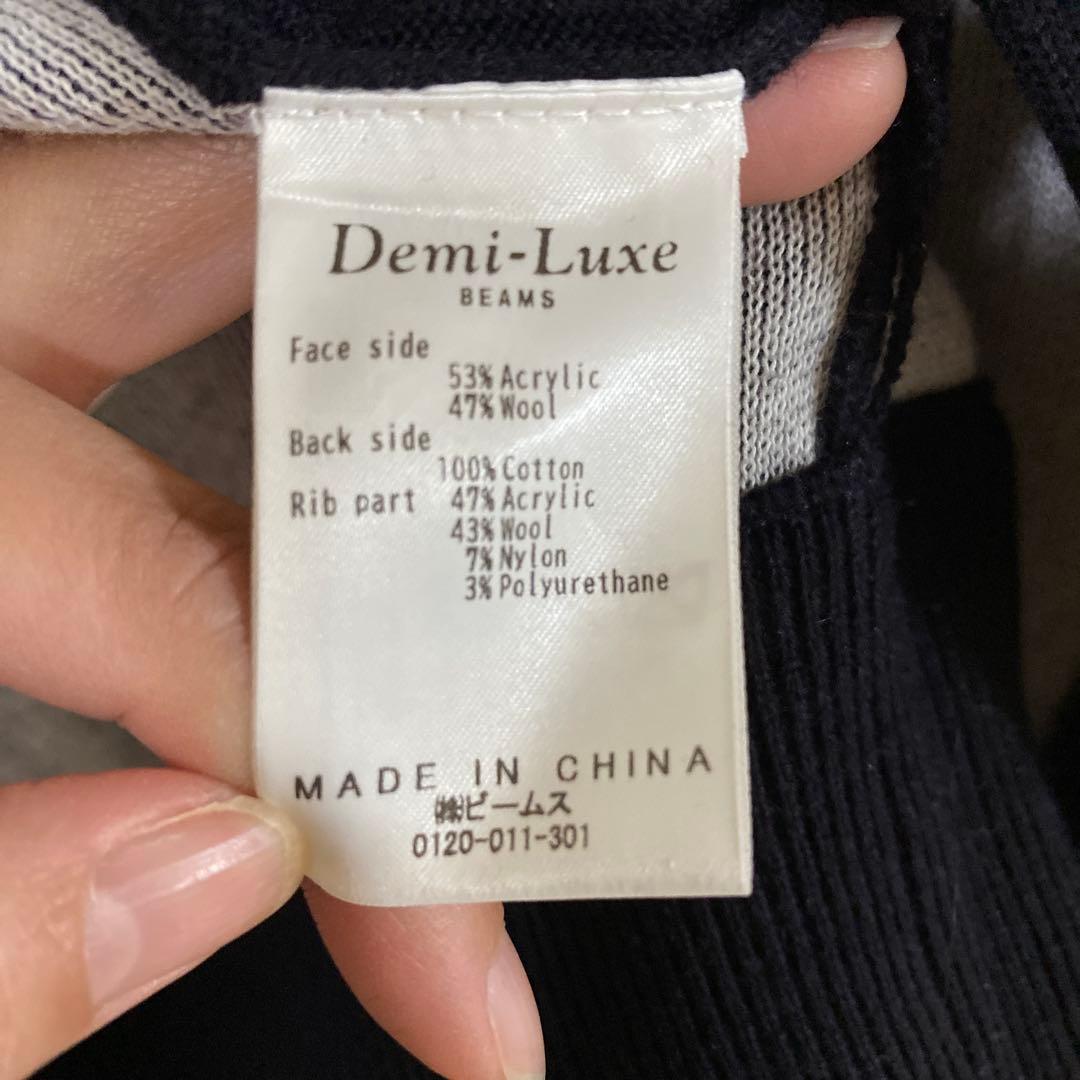 Demi-Luxe
BEAMS
Face side
53% Acrylic
47% Wool
Back side
100% Cotton
Rib part 47% Acrylic
43% Wool
7% Nylon
3% Polyurethane
MADE IN CHINA
㈱ビームス
0120-011-301